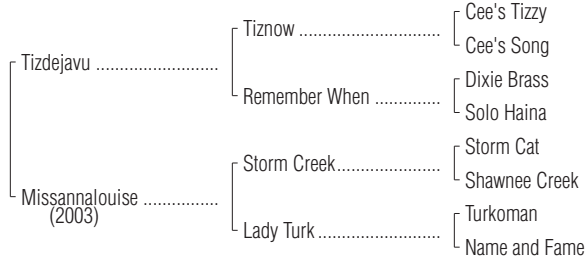 Cee's Tizzy
Tiznow ............................
Cee's Song
Tizdejavu .........................
Dixie Brass
Remember When .............
Solo Haina
Storm Cat
Storm Creek.....................
Shawnee Creek
Missannalouise ...............
(2003)
Turkoman
Lady Turk.........................
Name and Fame